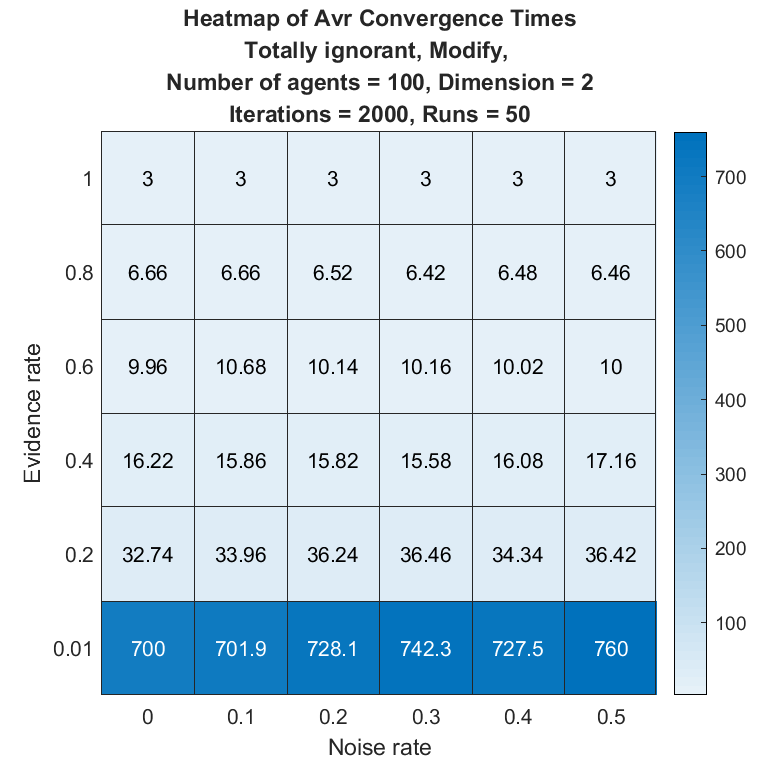 Heatmap of Avr Convergence Times
Totally ignorant, Modify,
Number of agents = 100, Dimension = 2
Iterations = 2000, Runs = 50
1 3 3 3 3 3 3
0.8 6.66 6.66 6.52 6.42 6.48 6.46
0.6 9.96 10.68 10.14 10.16 10.02 10
0.4 16.22 15.86 15.82 15.58 16.08 17.16
0.2 32.74 33.96 36.24 36.46 34.34 36.42
0.01 700 701.9 728.1 742.3 727.5 760
0 0.1 0.2 0.3 0.4 0.5
Noise rate
Evidence rate
700
600
500
400
300
200
100